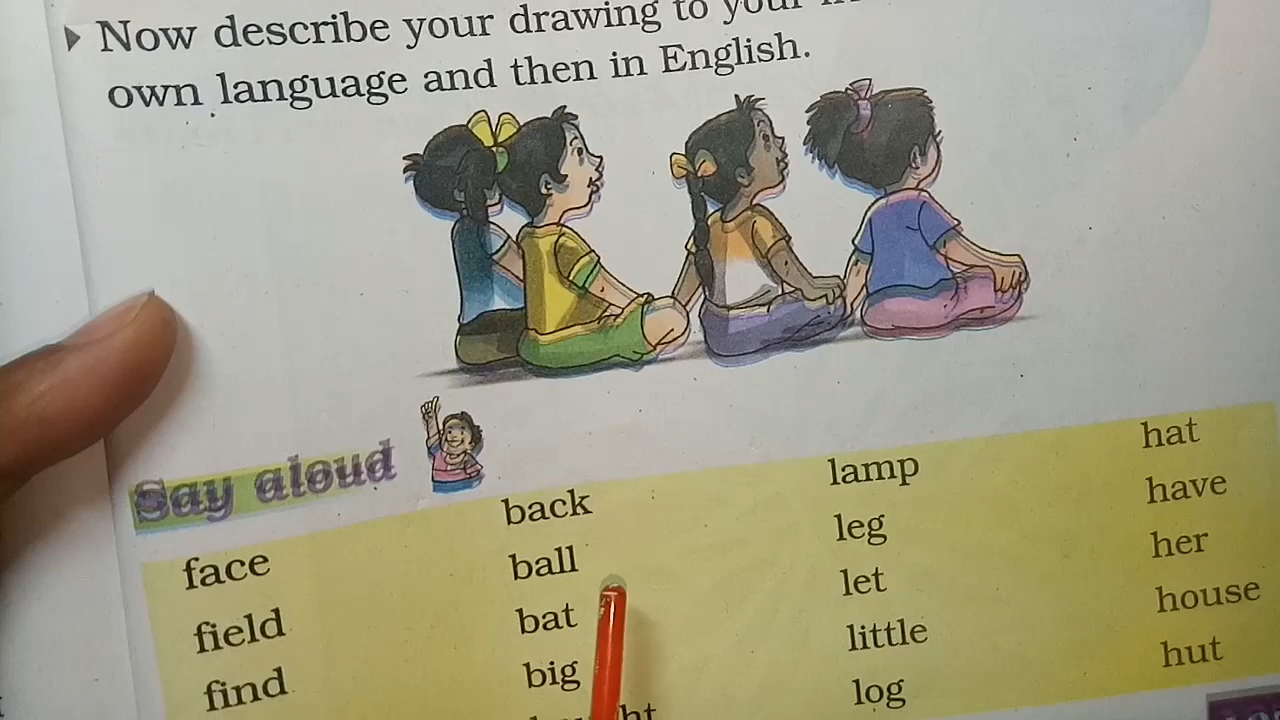 Now describe your drawing to your
own language and then in English.
Say aloud
face back lamp hat
field ball leg have
find bat let her
big little house
log hut